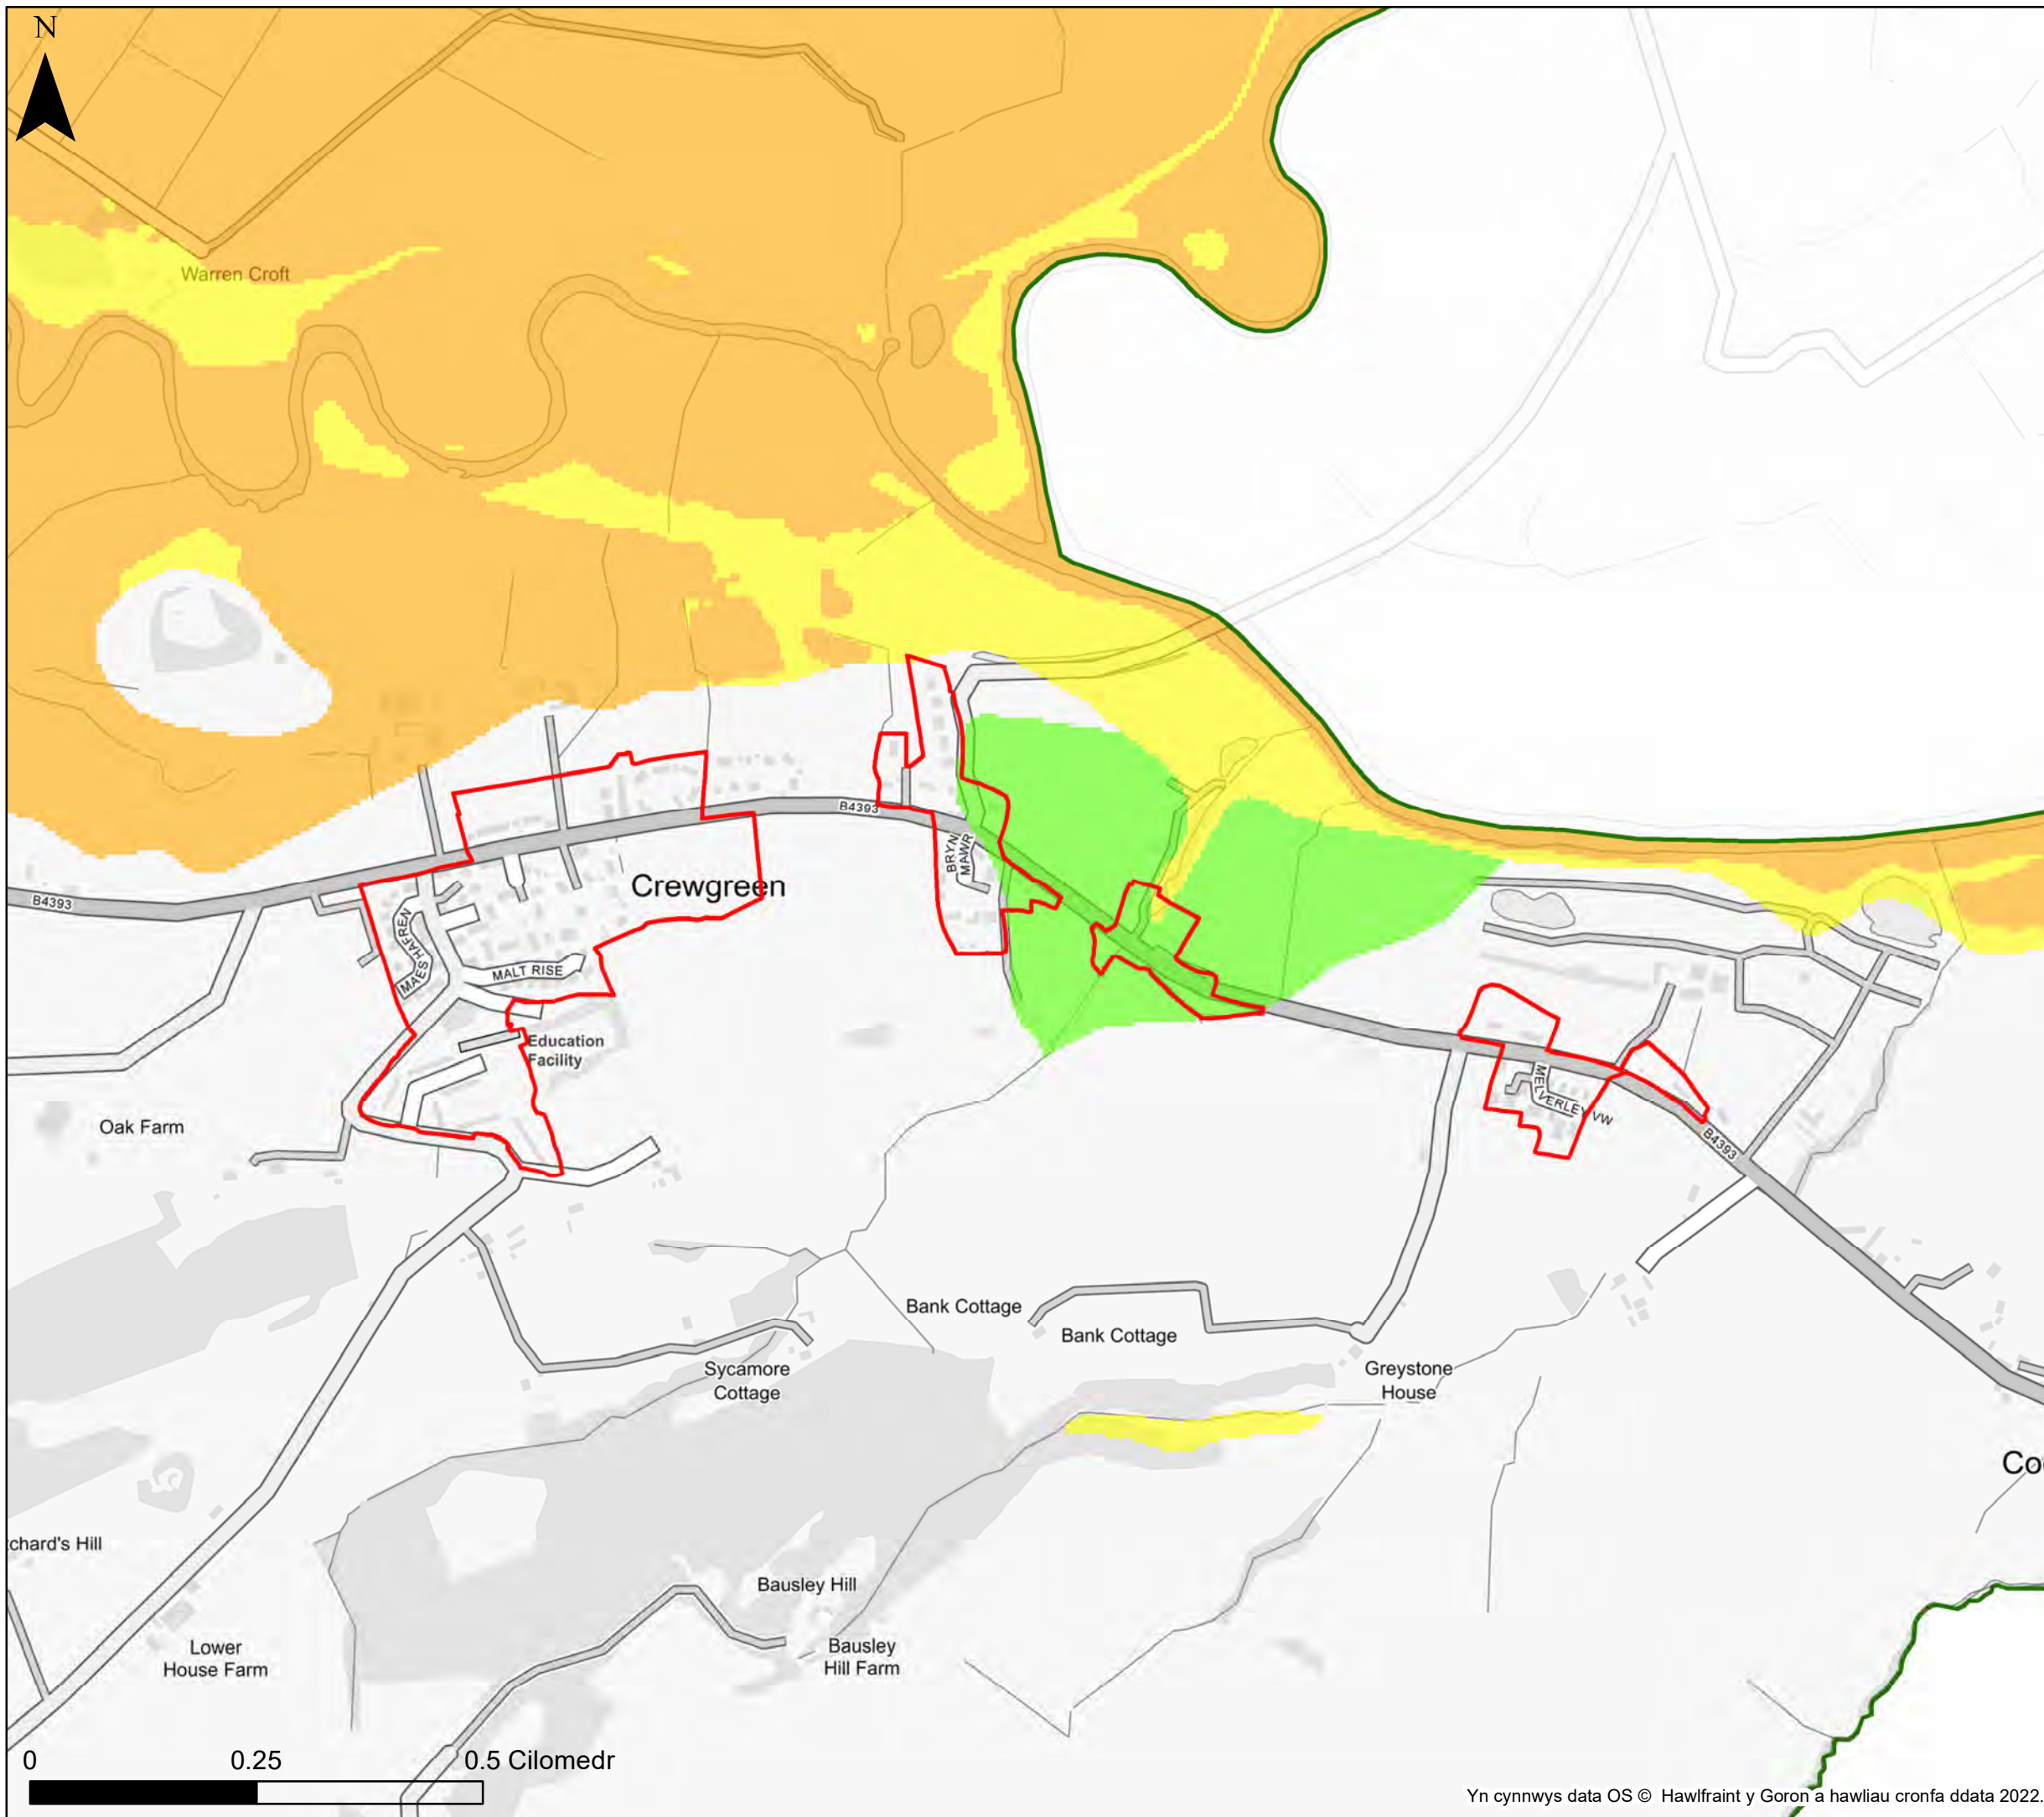 N
Warren Croft
B4393
BRYN
MAWR
Crewgreen
B4393
MAES HAFREN
MALT RISE
Education
Facility
MELVERLEY VW
Oak Farm
B4393
Bank Cottage
Bank Cottage
Sycamore
Cottage
Greystone
House
Co
chard's Hill
Bausley Hill
Lower
House Farm
Bausley
Hill Farm
0 0.25 0.5 Cilomedr
Yn cynnwys data OS © Hawlfraint y Goron a hawliau cronfa ddata 2022